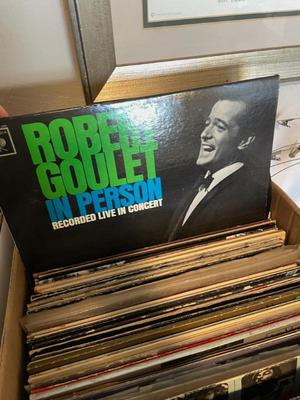 ROBERT
GOULET
IN PERSON
RECORDED LIVE IN CONCERT